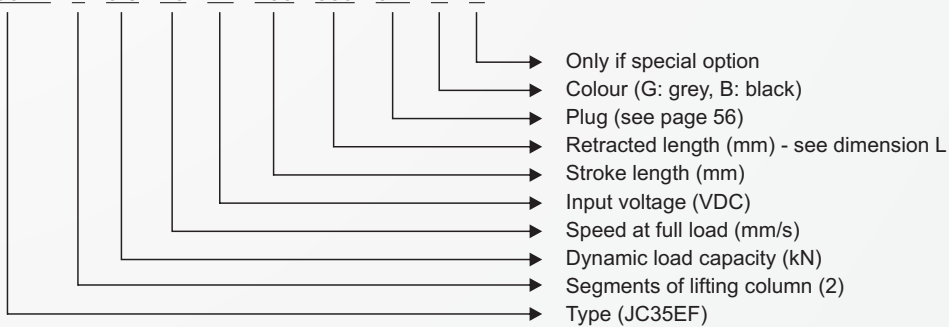 Only if special option
Colour (G: grey, B: black)
Plug (see page 56)
Retracted length (mm) - see dimension L
Stroke length (mm)
Input voltage (VDC)
Speed at full load (mm/s)
Dynamic load capacity (kN)
Segments of lifting column (2)
Type (JC35EF)